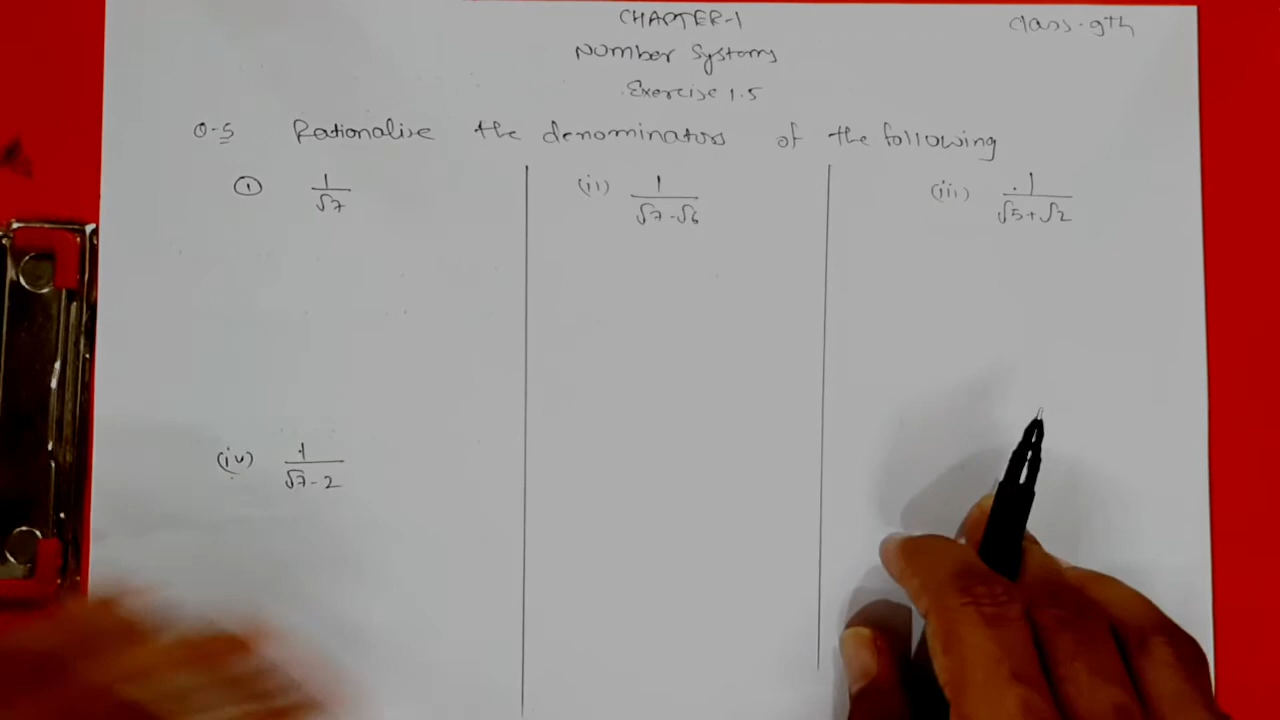 CHAPTER-1
Class-9th
Number Systems
Exercise 1.5
Q-5 Rationalise the denominators of the following
(i) 1/√7
(ii) 1/√7-√6
(iii) 1/√5+√2
(iv) 1/√7-2